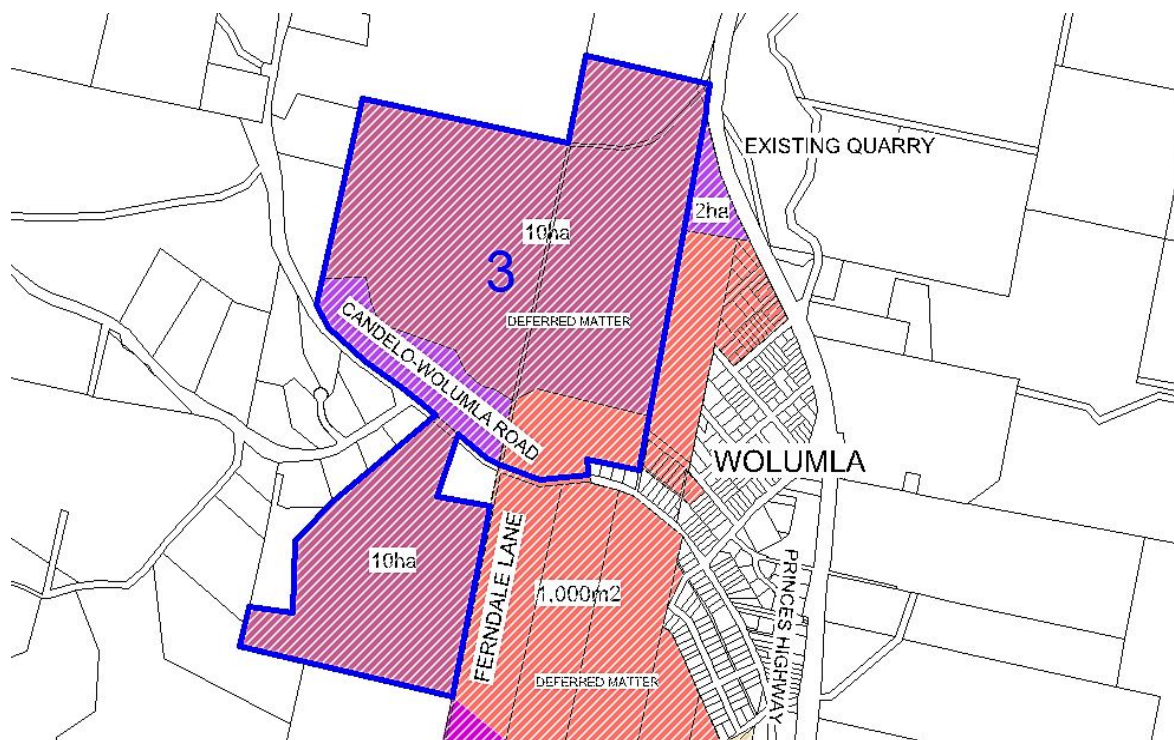 EXISTING QUARRY
2ha
10ha
3
CANDELO-WOLUMLA ROAD
DEFERRED MATTER
WOLUMLA
10ha
FERNDALE LANE
1,000m2
PRINCES HIGHWAY
DEFERRED MATTER